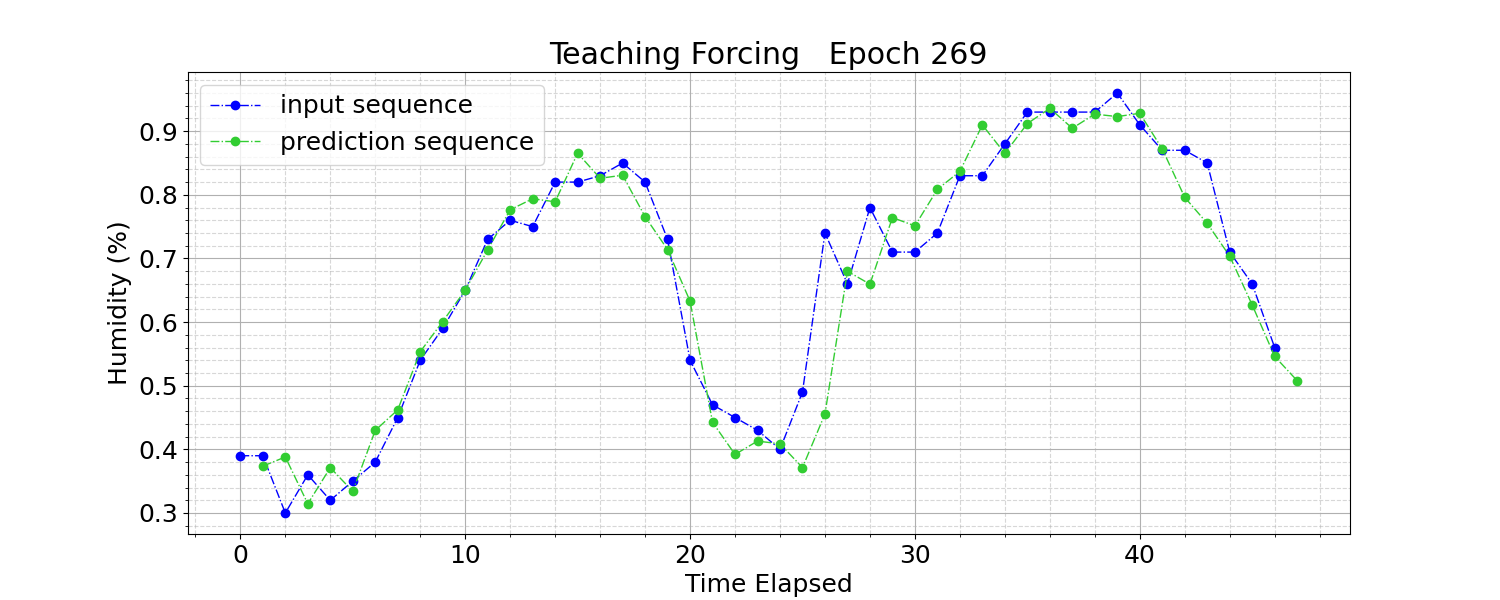 Teaching Forcing   Epoch 269
input sequence
prediction sequence
Humidity (%)
0.9
0.8
0.7
0.6
0.5
0.4
0.3
0 10 20 30 40
Time Elapsed